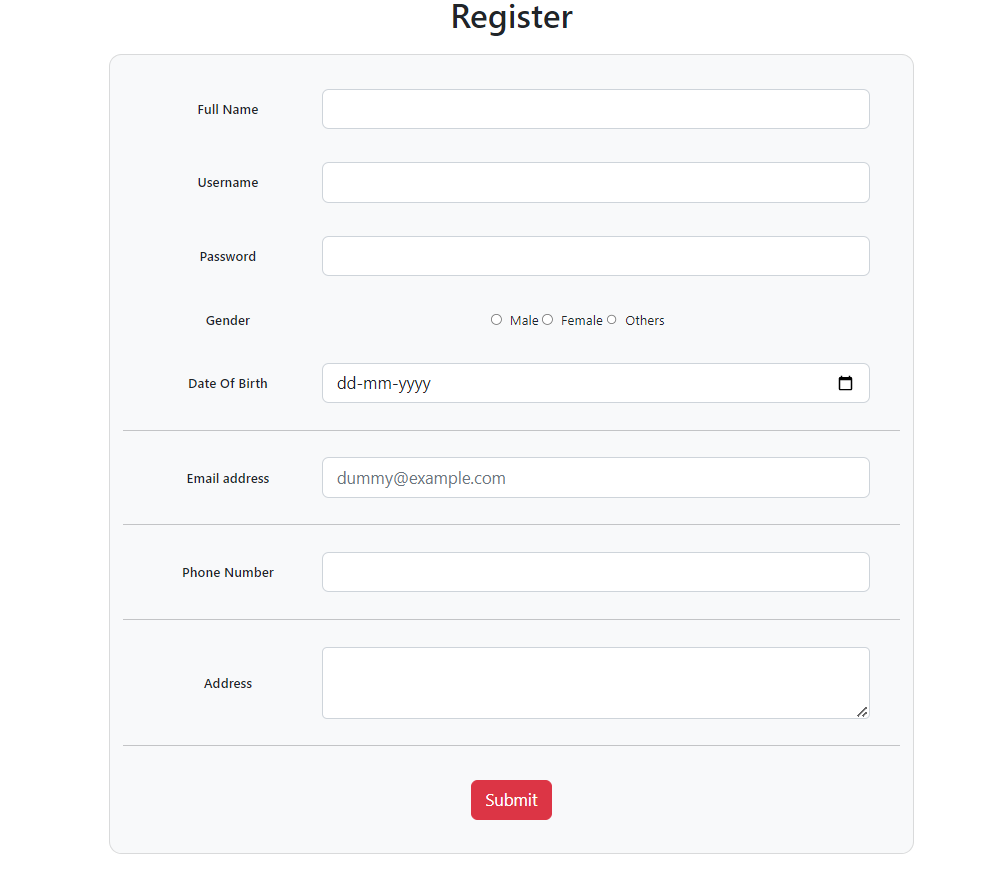 Register
Full Name
Username
Password
Gender Male Female Others
Date Of Birth dd-mm-yyyy
Email address dummy@example.com
Phone Number
Address
Submit